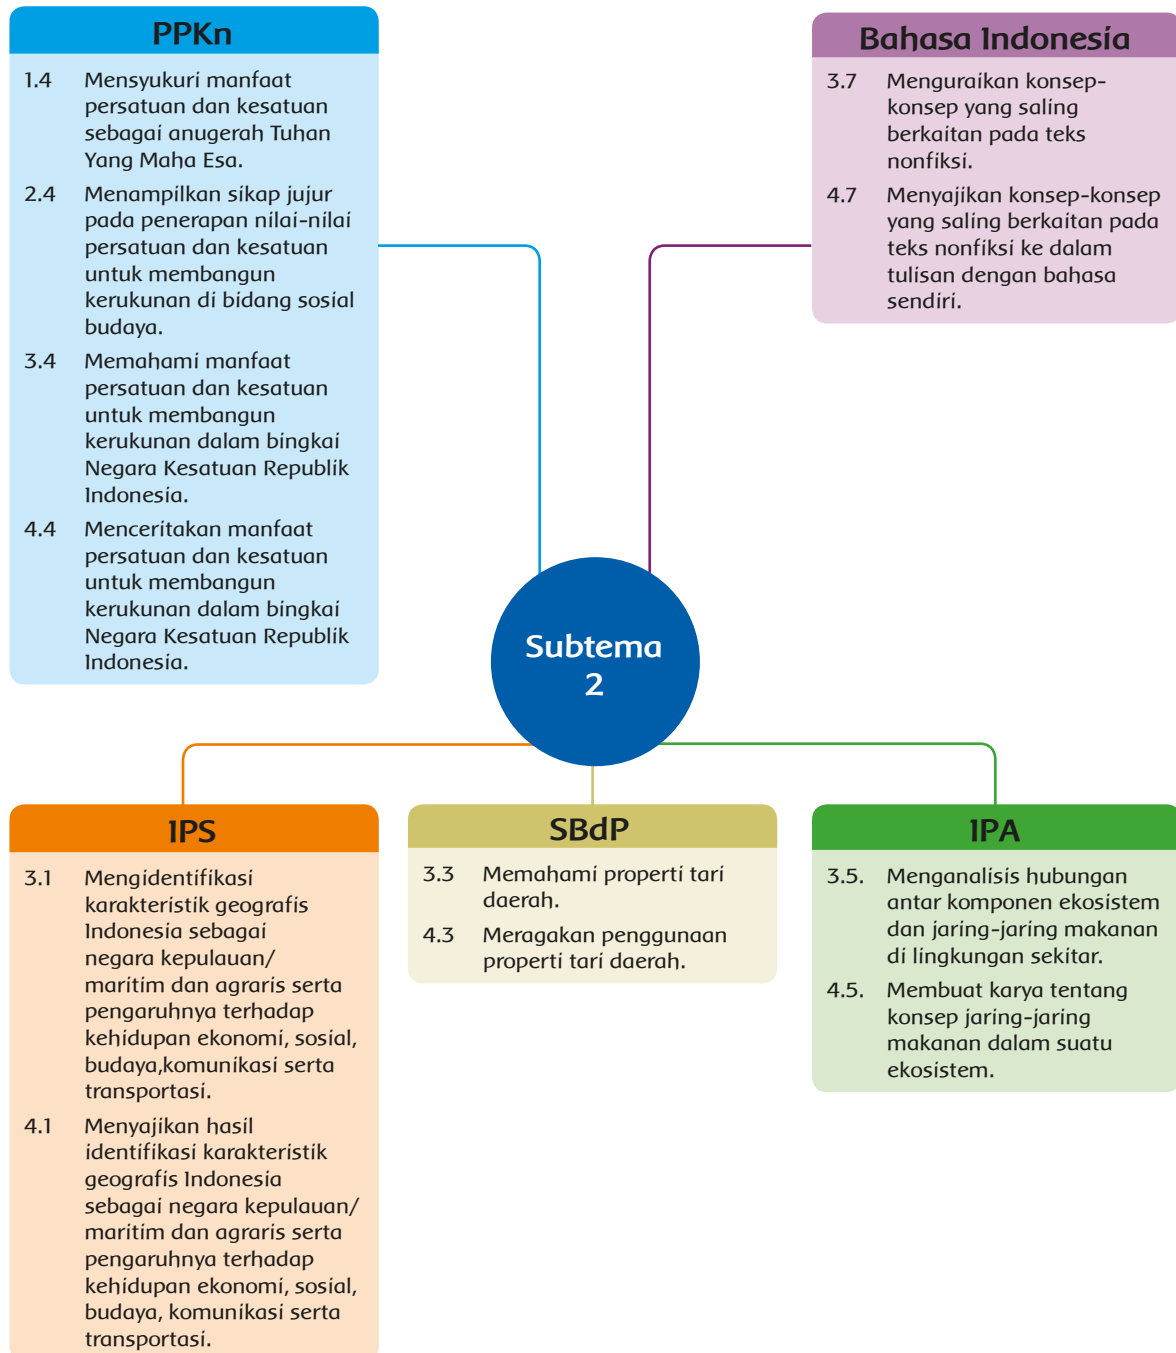 PPKn
1.4 Mensyukuri manfaat
persatuan dan kesatuan
sebagai anugerah Tuhan
Yang Maha Esa.
2.4 Menampilkan sikap jujur
pada penerapan nilai-nilai
persatuan dan kesatuan
untuk membangun
kerukunan di bidang sosial
budaya.
3.4 Memahami manfaat
persatuan dan kesatuan
untuk membangun
kerukunan dalam bingkai
Negara Kesatuan Republik
Indonesia.
4.4 Menceritakan manfaat
persatuan dan kesatuan
untuk membangun
kerukunan dalam bingkai
Negara Kesatuan Republik
Indonesia.
Bahasa Indonesia
3.7 Menguraikan konsep-
konsep yang saling
berkaitan pada teks
nonfiksi.
4.7 Menyajikan konsep-konsep
yang saling berkaitan pada
teks nonfiksi ke dalam
tulisan dengan bahasa
sendiri.
Subtema
2
IPS
3.1 Mengidentifikasi
karakteristik geografis
Indonesia sebagai
negara kepulauan/
maritim dan agraris serta
pengaruhnya terhadap
kehidupan ekonomi, sosial,
budaya,komunikasi serta
transportasi.
4.1 Menyajikan hasil
identifikasi karakteristik
geografis Indonesia
sebagai negara kepulauan/
maritim dan agraris serta
pengaruhnya terhadap
kehidupan ekonomi, sosial,
budaya, komunikasi serta
transportasi.
SBdP
3.3 Memahami properti tari
daerah.
4.3 Meragakan penggunaan
properti tari daerah.
IPA
3.5. Menganalisis hubungan
antar komponen ekosistem
dan jaring-jaring makanan
di lingkungan sekitar.
4.5. Membuat karya tentang
konsep jaring-jaring
makanan dalam suatu
ekosistem.